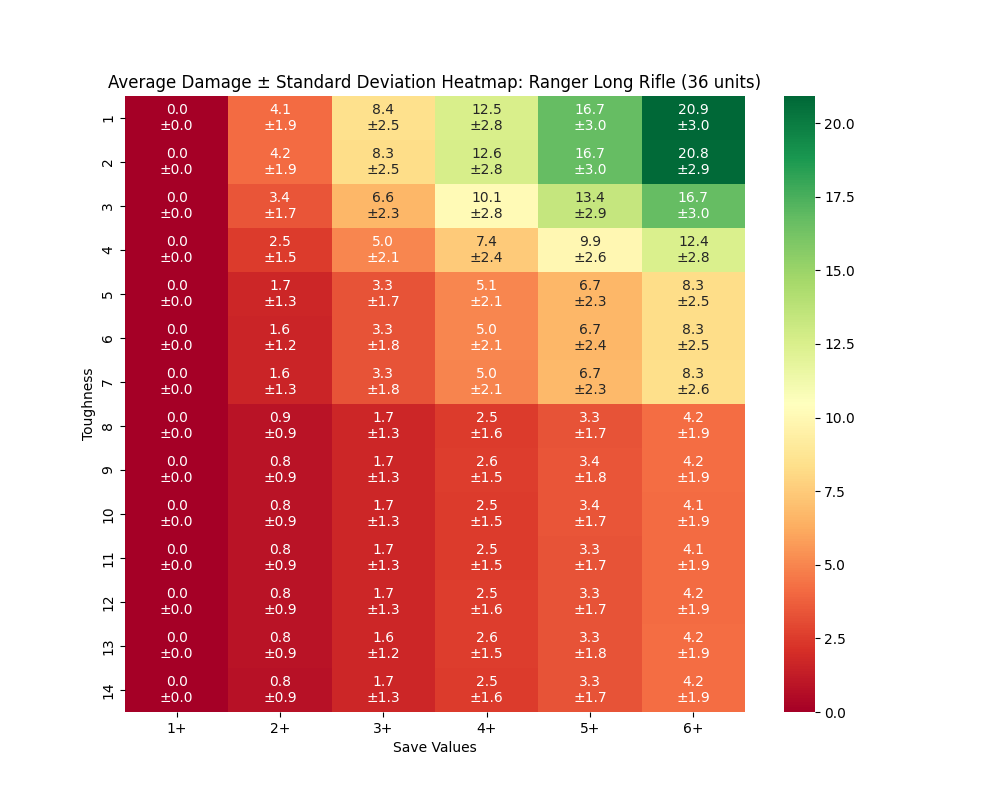 Average Damage ± Standard Deviation Heatmap: Ranger Long Rifle (36 units)
1 0.0 4.1 8.4 12.5 16.7 20.9
±0.0 ±1.9 ±2.5 ±2.8 ±3.0 ±3.0
2 0.0 4.2 8.3 12.6 16.7 20.8
±0.0 ±1.9 ±2.5 ±2.8 ±3.0 ±2.9
3 0.0 3.4 6.6 10.1 13.4 16.7
±0.0 ±1.7 ±2.3 ±2.8 ±2.9 ±3.0
4 0.0 2.5 5.0 7.4 9.9 12.4
±0.0 ±1.5 ±2.1 ±2.4 ±2.6 ±2.8
5 0.0 1.7 3.3 5.1 6.7 8.3
±0.0 ±1.3 ±1.7 ±2.1 ±2.3 ±2.5
6 0.0 1.6 3.3 5.0 6.7 8.3
±0.0 ±1.2 ±1.8 ±2.1 ±2.4 ±2.5
7 0.0 1.6 3.3 5.0 6.7 8.3
±0.0 ±1.3 ±1.8 ±2.1 ±2.3 ±2.6
8 0.0 0.9 1.7 2.5 3.3 4.2
±0.0 ±0.9 ±1.3 ±1.6 ±1.7 ±1.9
9 0.0 0.8 1.7 2.6 3.4 4.2
±0.0 ±0.9 ±1.3 ±1.5 ±1.8 ±1.9
10 0.0 0.8 1.7 2.5 3.4 4.1
±0.0 ±0.9 ±1.3 ±1.5 ±1.7 ±1.9
11 0.0 0.8 1.7 2.5 3.3 4.1
±0.0 ±0.9 ±1.3 ±1.5 ±1.7 ±1.9
12 0.0 0.8 1.7 2.5 3.3 4.2
±0.0 ±0.9 ±1.3 ±1.6 ±1.7 ±1.9
13 0.0 0.8 1.6 2.6 3.3 4.2
±0.0 ±0.9 ±1.2 ±1.5 ±1.8 ±1.9
14 0.0 0.8 1.7 2.5 3.3 4.2
±0.0 ±0.9 ±1.3 ±1.6 ±1.7 ±1.9
Toughness
1+ 2+ 3+ 4+ 5+ 6+
Save Values
20.0
17.5
15.0
12.5
10.0
7.5
5.0
2.5
0.0